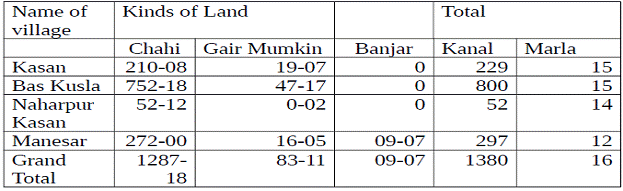 Name of village Kinds of Land Total
Chahi Gair Mumkin Banjar Kanal Marla
Kasan 210-08 19-07 0 229 15
Bas Kusla 752-18 47-17 0 800 15
Naharpur Kasan 52-12 0-02 0 52 14
Manesar 272-00 16-05 09-07 297 12
Grand Total 1287-18 83-11 09-07 1380 16